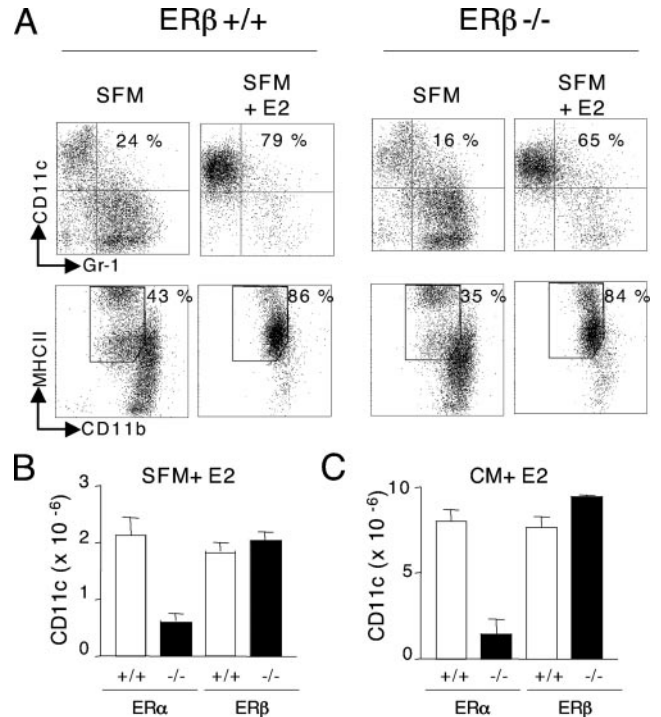 A
ERβ +/+ ERβ -/-
SFM SFM + E2 SFM SFM + E2
24 % 79 % 16 % 65 %
CD11c
Gr-1
43 % 86 % 35 % 84 %
MHCII
CD11b
B
SFM+ E2
CD11c (x 10 -6)
3
2
1
0
+/+ -/- +/+ -/-
ERα ERβ
C
CM+ E2
CD11c (x 10 -6)
10
5
0
+/+ -/- +/+ -/-
ERα ERβ